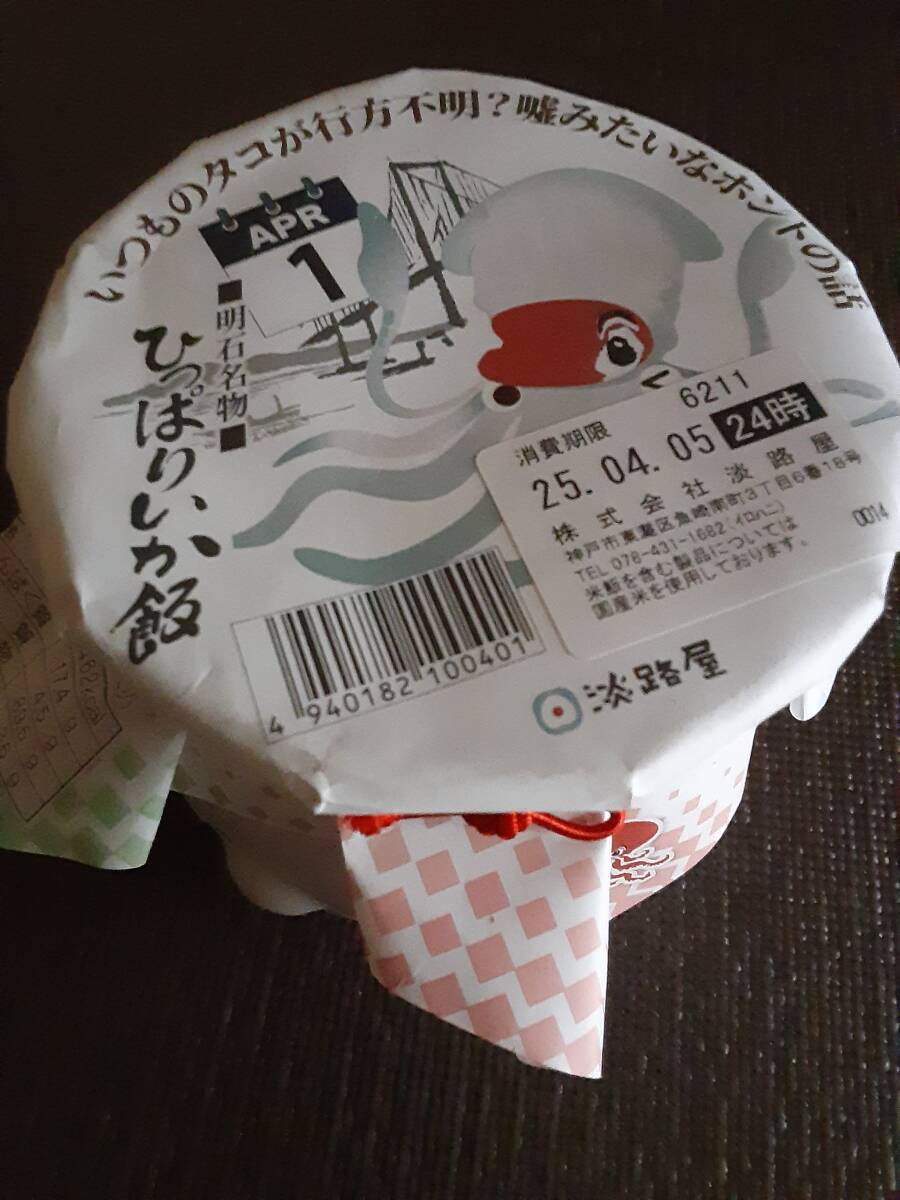 いつものタコが行方不明？嘘みたいなホントの話
APR
1
■明石名物■
ひっぱりいか飯
6211
消費期限
25.04.05 24時
株式会社淡路屋
神戸市東灘区魚崎南町3丁目6番18号
TEL 078-431-1682(イロハニ)
0014
米飯を含む製品については
国産米を使用しております。
4 940182 100401
淡路屋